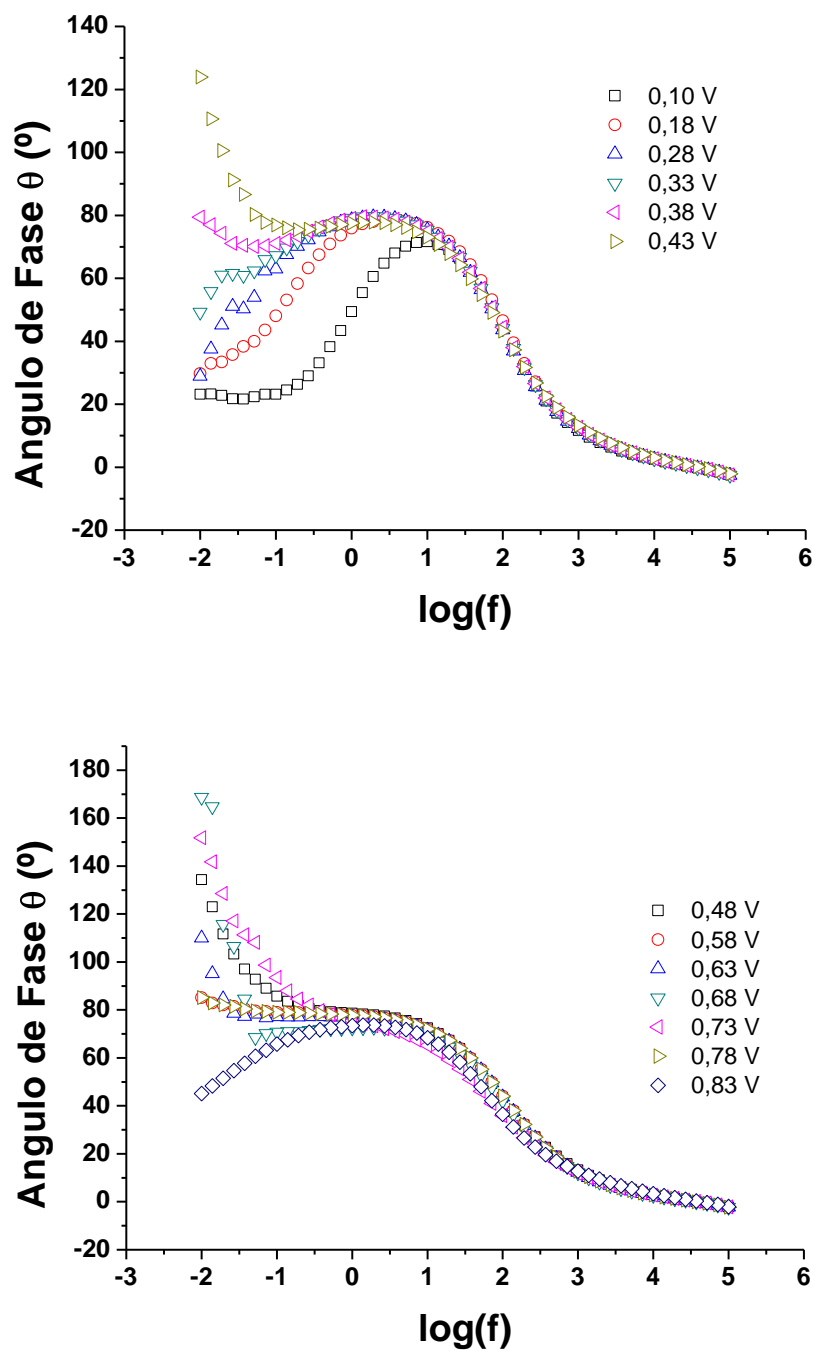 140
120
100
80
60
40
20
0
-20
-3 -2 -1 0 1 2 3 4 5 6
Angulo de Fase θ (º)
log(f)
0,10 V
0,18 V
0,28 V
0,33 V
0,38 V
0,43 V
180
160
140
120
100
80
60
40
20
0
-20
-3 -2 -1 0 1 2 3 4 5 6
Angulo de Fase θ (º)
log(f)
0,48 V
0,58 V
0,63 V
0,68 V
0,73 V
0,78 V
0,83 V